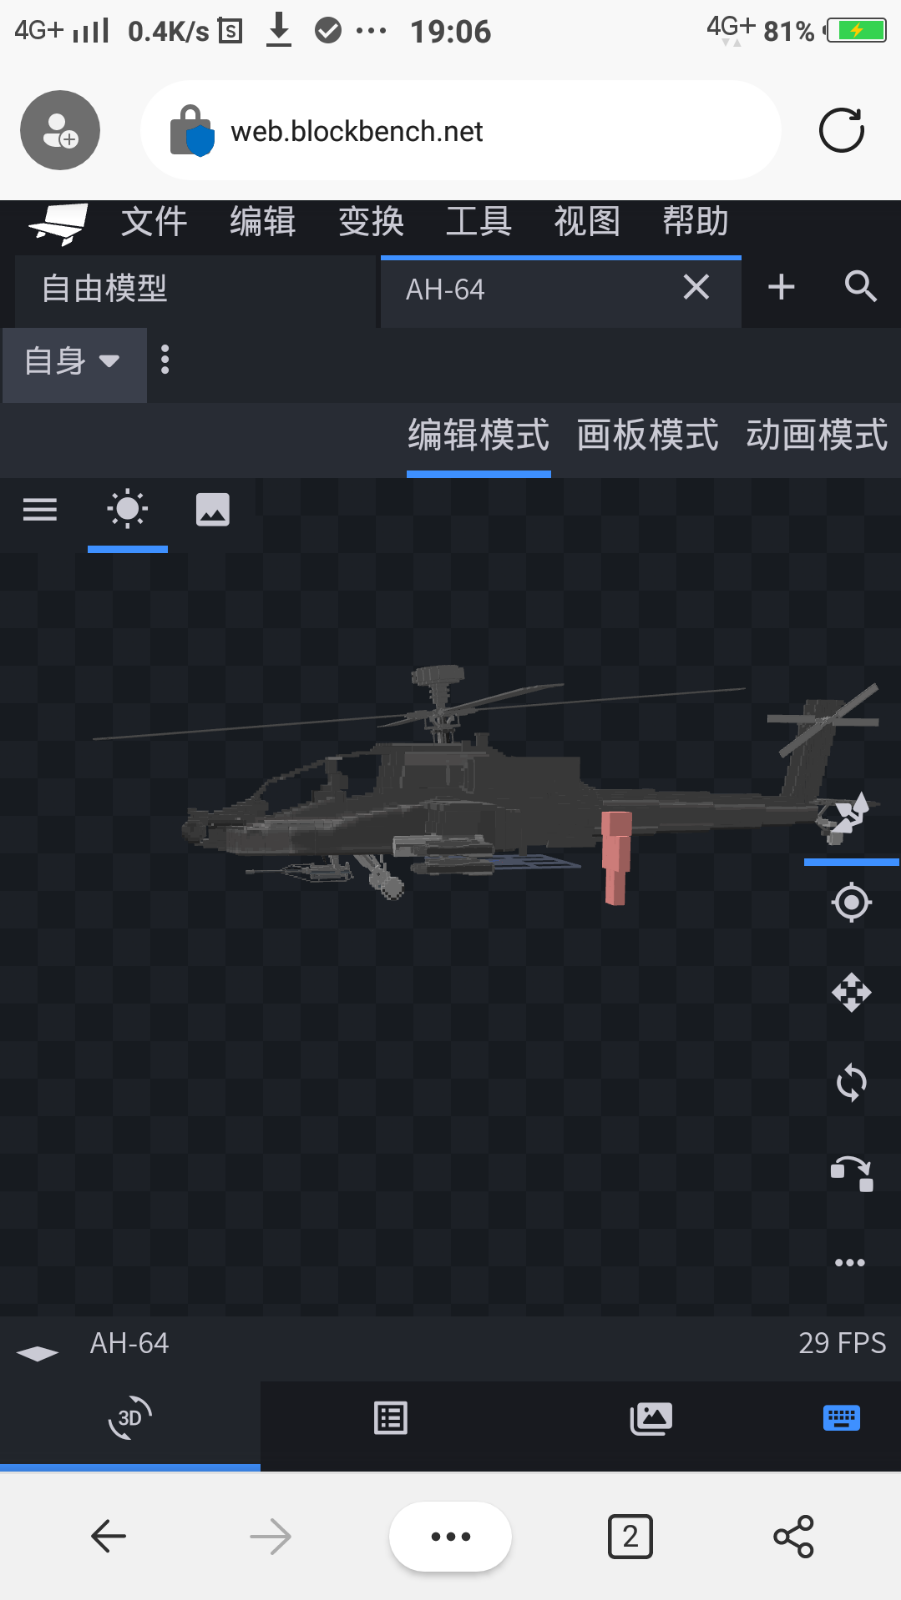 4G+ 0.4K/s S 19:06 4G+ 81%
web.blockbench.net
文件 编辑 变换 工具 视图 帮助
自由模型 AH-64
自身
编辑模式 画板模式 动画模式
AH-64 29 FPS
3D
2